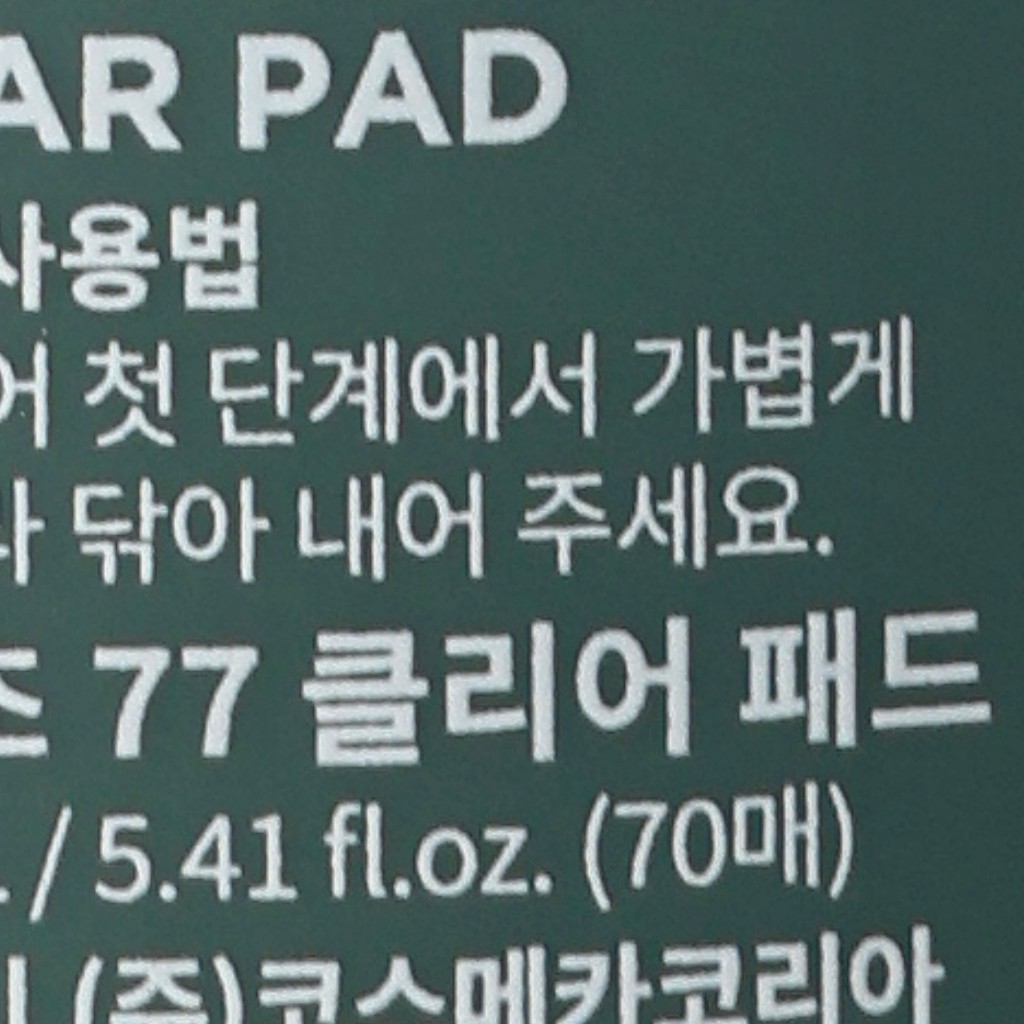 AR PAD
사용법
어 첫 단계에서 가볍게
라 닦아 내어 주세요.
즈 77 클리어 패드
/ 5.41 fl.oz. (70매)
(주)코스메카코리아